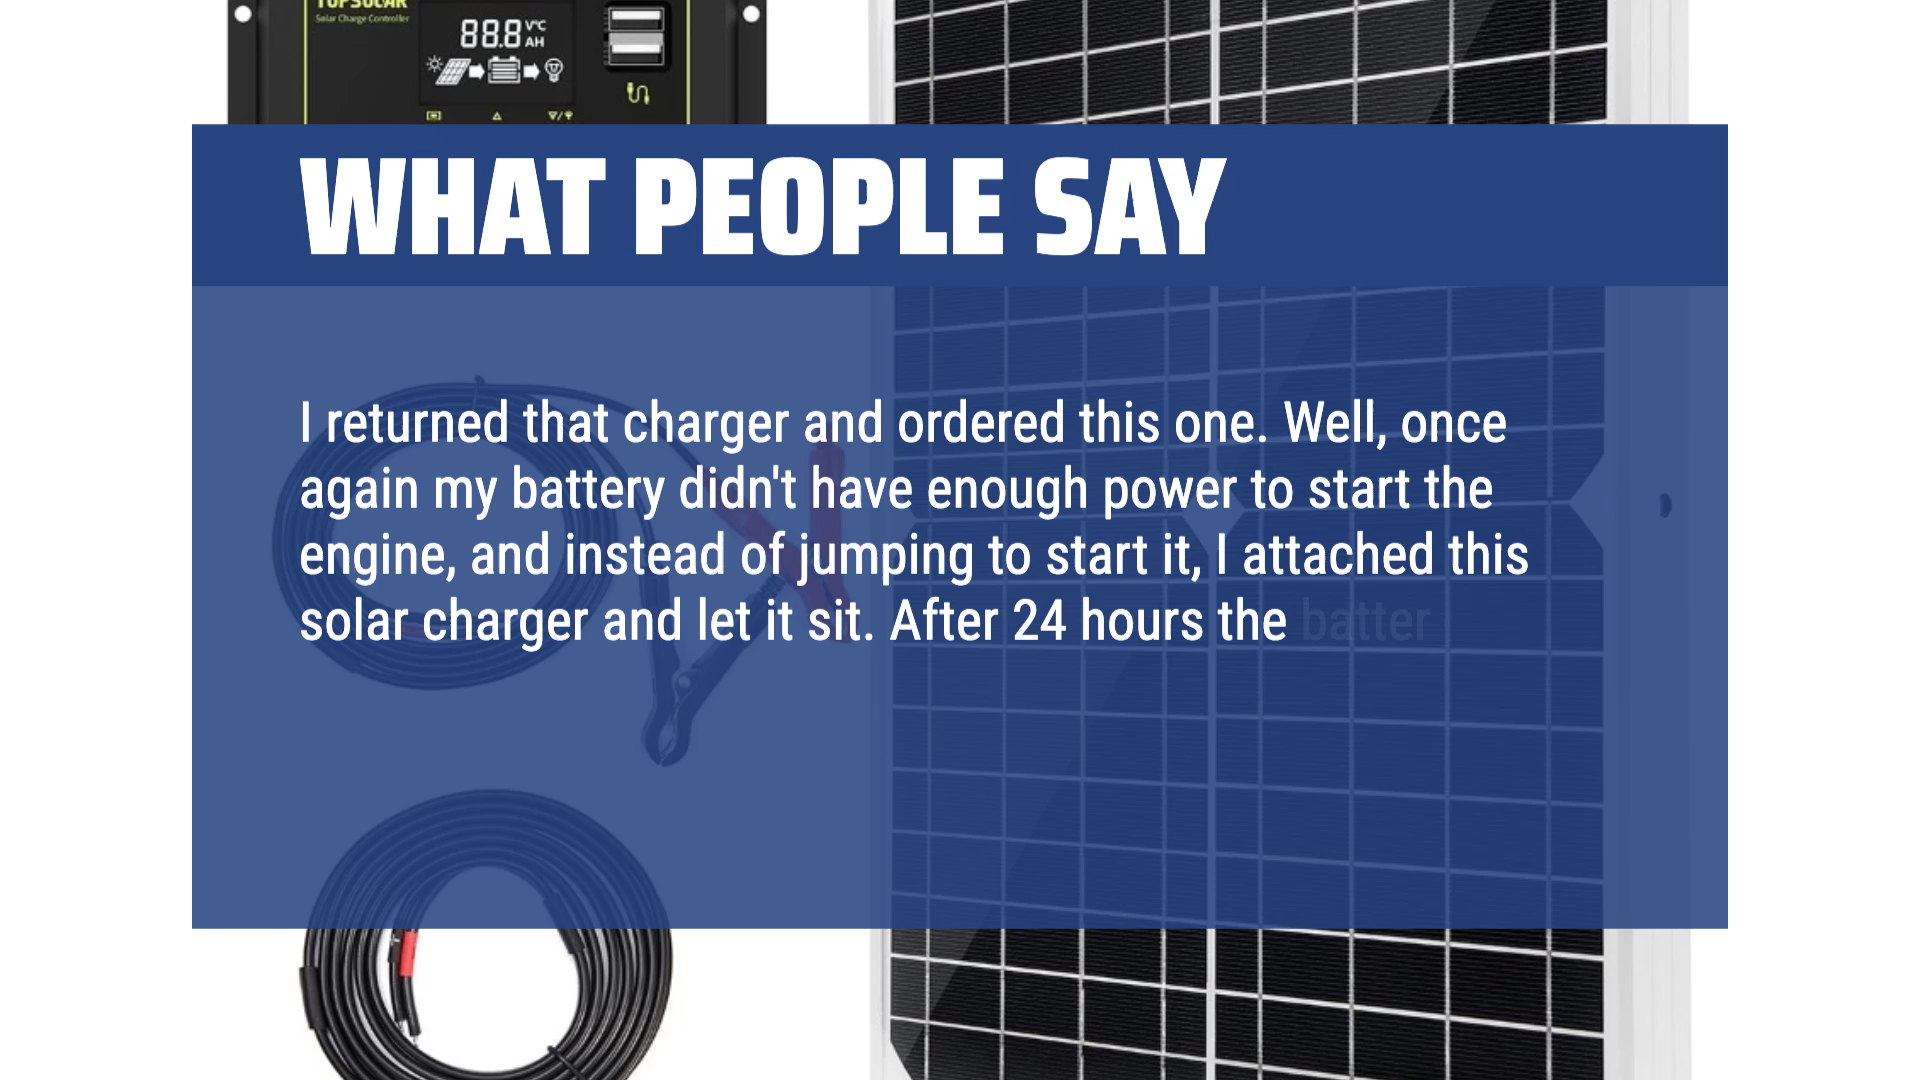 TOPSOLAR
Solar Charge Controller
88.8 V°C
AH
WHAT PEOPLE SAY
I returned that charger and ordered this one. Well, once
again my battery didn't have enough power to start the
engine, and instead of jumping to start it, I attached this
solar charger and let it sit. After 24 hours the batter